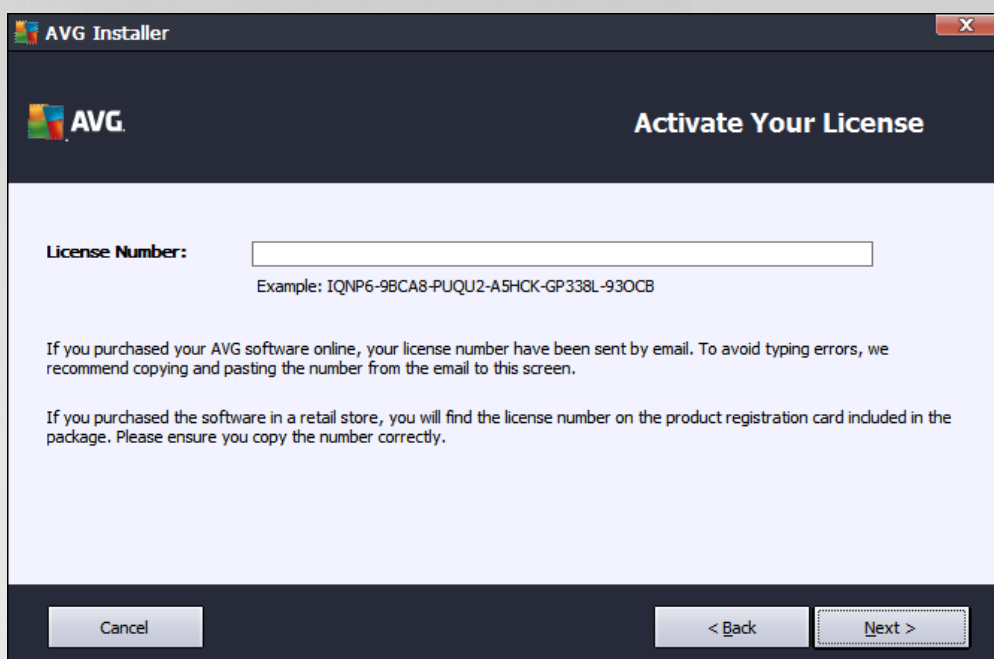 AVG Installer
AVG.
Activate Your License
License Number:
Example: IQNP6-9BCA8-PUQU2-A5HCK-GP338L-93OCB
If you purchased your AVG software online, your license number have been sent by email. To avoid typing errors, we
recommend copying and pasting the number from the email to this screen.
If you purchased the software in a retail store, you will find the license number on the product registration card included in the
package. Please ensure you copy the number correctly.
Cancel
< Back
Next >